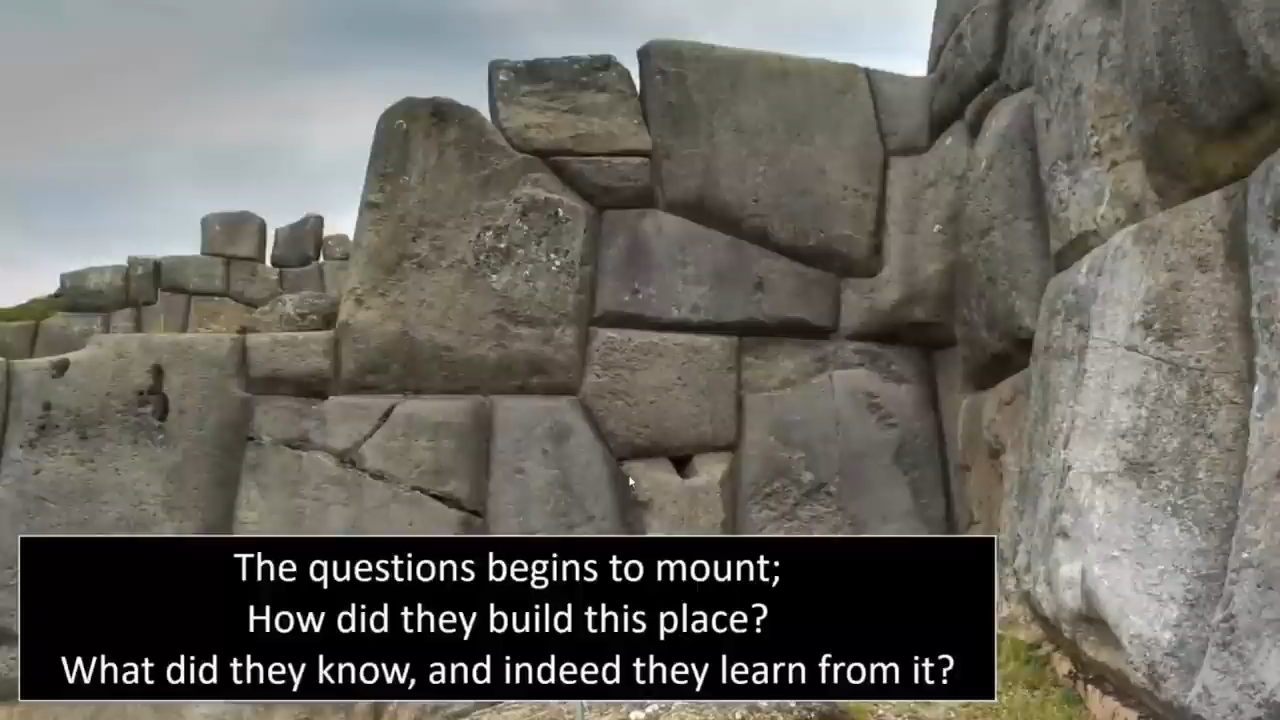 The questions begins to mount;
How did they build this place?
What did they know, and indeed they learn from it?